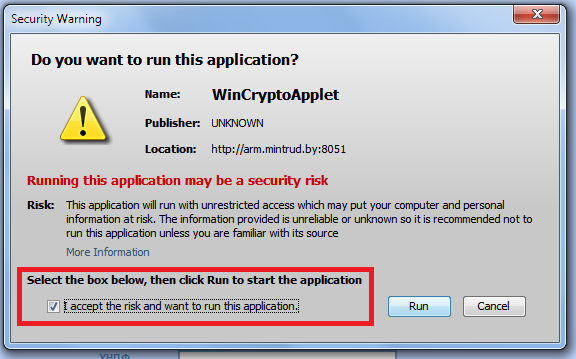 Security Warning
Do you want to run this application?
Name: WinCryptoApplet
Publisher: UNKNOWN
Location: http://arm.mintrud.by:8051
Running this application may be a security risk
Risk: This application will run with unrestricted access which may put your computer and personal
information at risk. The information provided is unreliable or unknown so it is recommended not to
run this application unless you are familiar with its source
More Information
Select the box below, then click Run to start the application
I accept the risk and want to run this application.
Run Cancel